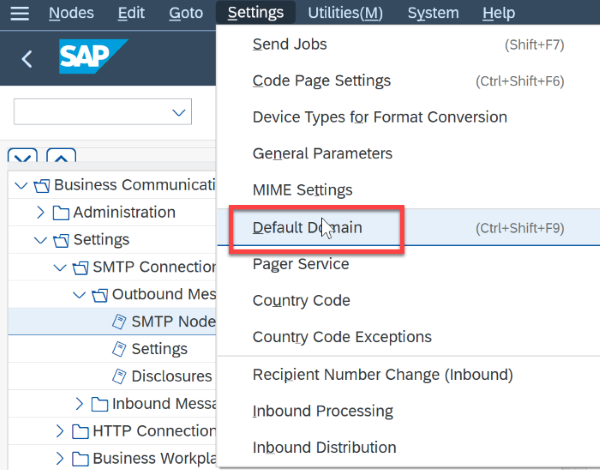 Nodes Edit Goto Settings Utilities(M) System Help
SAP
Send Jobs (Shift+F7)
Code Page Settings (Ctrl+Shift+F6)
Device Types for Format Conversion
General Parameters
MIME Settings
Default Domain (Ctrl+Shift+F9)
Pager Service
Country Code
Country Code Exceptions
Recipient Number Change (Inbound)
Inbound Processing
Inbound Distribution
Business Communicati
Administration
Settings
SMTP Connection
Outbound Mes
SMTP Node
Settings
Disclosures
Inbound Messa
HTTP Connection
Business Workpla